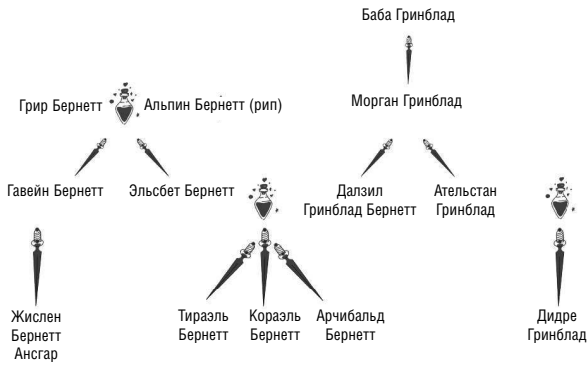 Баба Гринблад
Грир Бернетт
Альпин Бернетт (рип)
Морган Гринблад
Гавейн Бернетт
Эльсбет Бернетт
Далзил
Гринблад Бернетт
Ательстан
Гринблад
Жислен
Бернетт
Ансгар
Тираэль
Бернетт
Кораэль
Бернетт
Арчибальд
Бернетт
Дидре
Гринблад